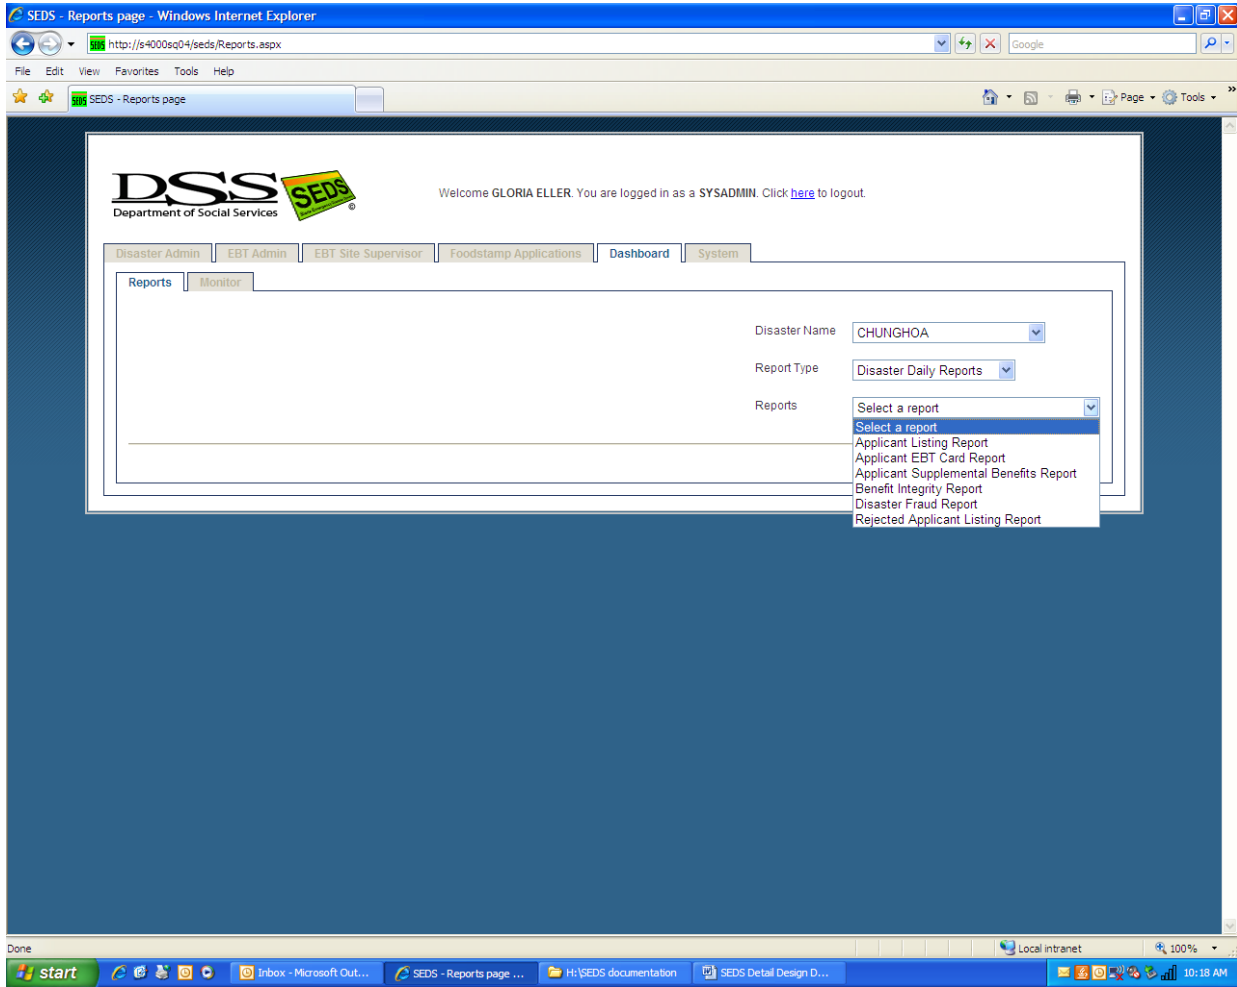 SEDS - Reports page - Windows Internet Explorer
SEDS http://s4000sq04/seds/Reports.aspx
Google
File Edit View Favorites Tools Help
SEDS SEDS - Reports page
Page Tools »
DSS SEDS
Department of Social Services ©
Welcome GLORIA ELLER. You are logged in as a SYSADMIN. Click here to logout.
Disaster Admin EBT Admin EBT Site Supervisor Foodstamp Applications Dashboard System
Reports Monitor
Disaster Name CHUNGHOA
Report Type Disaster Daily Reports
Reports Select a report
Select a report
Applicant Listing Report
Applicant EBT Card Report
Applicant Supplemental Benefits Report
Benefit Integrity Report
Disaster Fraud Report
Rejected Applicant Listing Report
Done Local intranet 100%
start Inbox - Microsoft Out... SEDS - Reports page ... H:\SEDS documentation SEDS Detail Design D... 10:18 AM